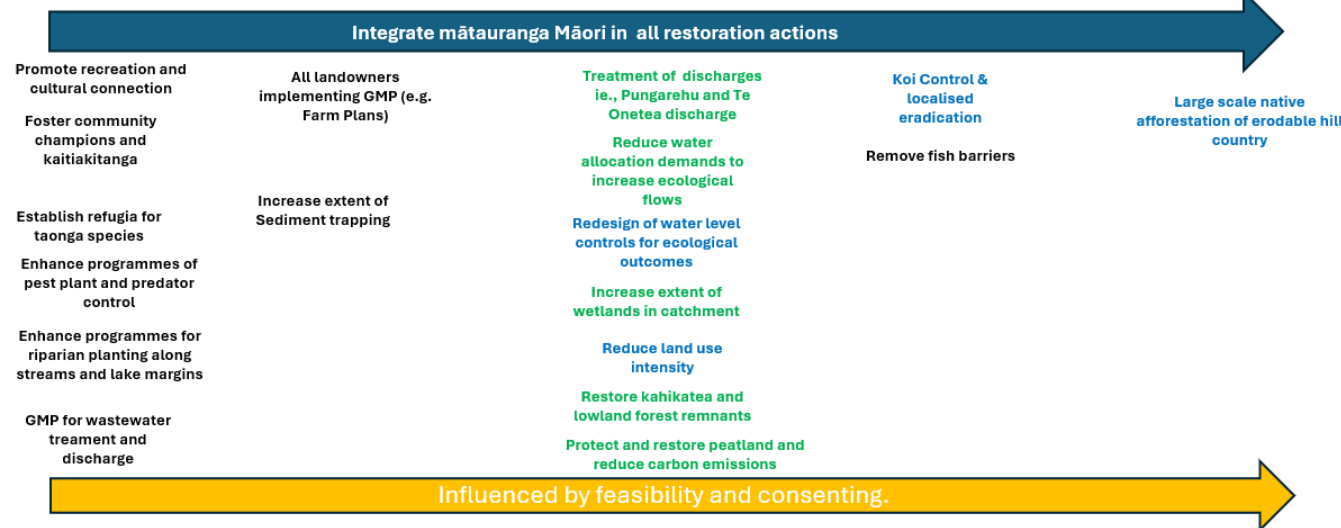 Integrate mātauranga Māori in  all restoration actions
Promote recreation and
cultural connection
Foster community
champions and
kaitiakitanga
Establish refugia for
taonga species
Enhance programmes of
pest plant and predator
control
Enhance programmes for
riparian planting along
streams and lake margins
GMP for wastewater
treament and
discharge
All landowners
implementing GMP (e.g.
Farm Plans)
Increase extent of
Sediment trapping
Treatment of  discharges
ie., Pungarehu and Te
Onetea discharge
Reduce water
allocation demands to
increase ecological
flows
Redesign of water level
controls for ecological
outcomes
Increase extent of
wetlands in catchment
Reduce land use
intensity
Restore kahikatea and
lowland forest remnants
Protect and restore peatland and
reduce carbon emissions
Koi Control &
localised
eradication
Remove fish barriers
Large scale native
afforestation of erodable hill
country
Influenced by feasibility and consenting.